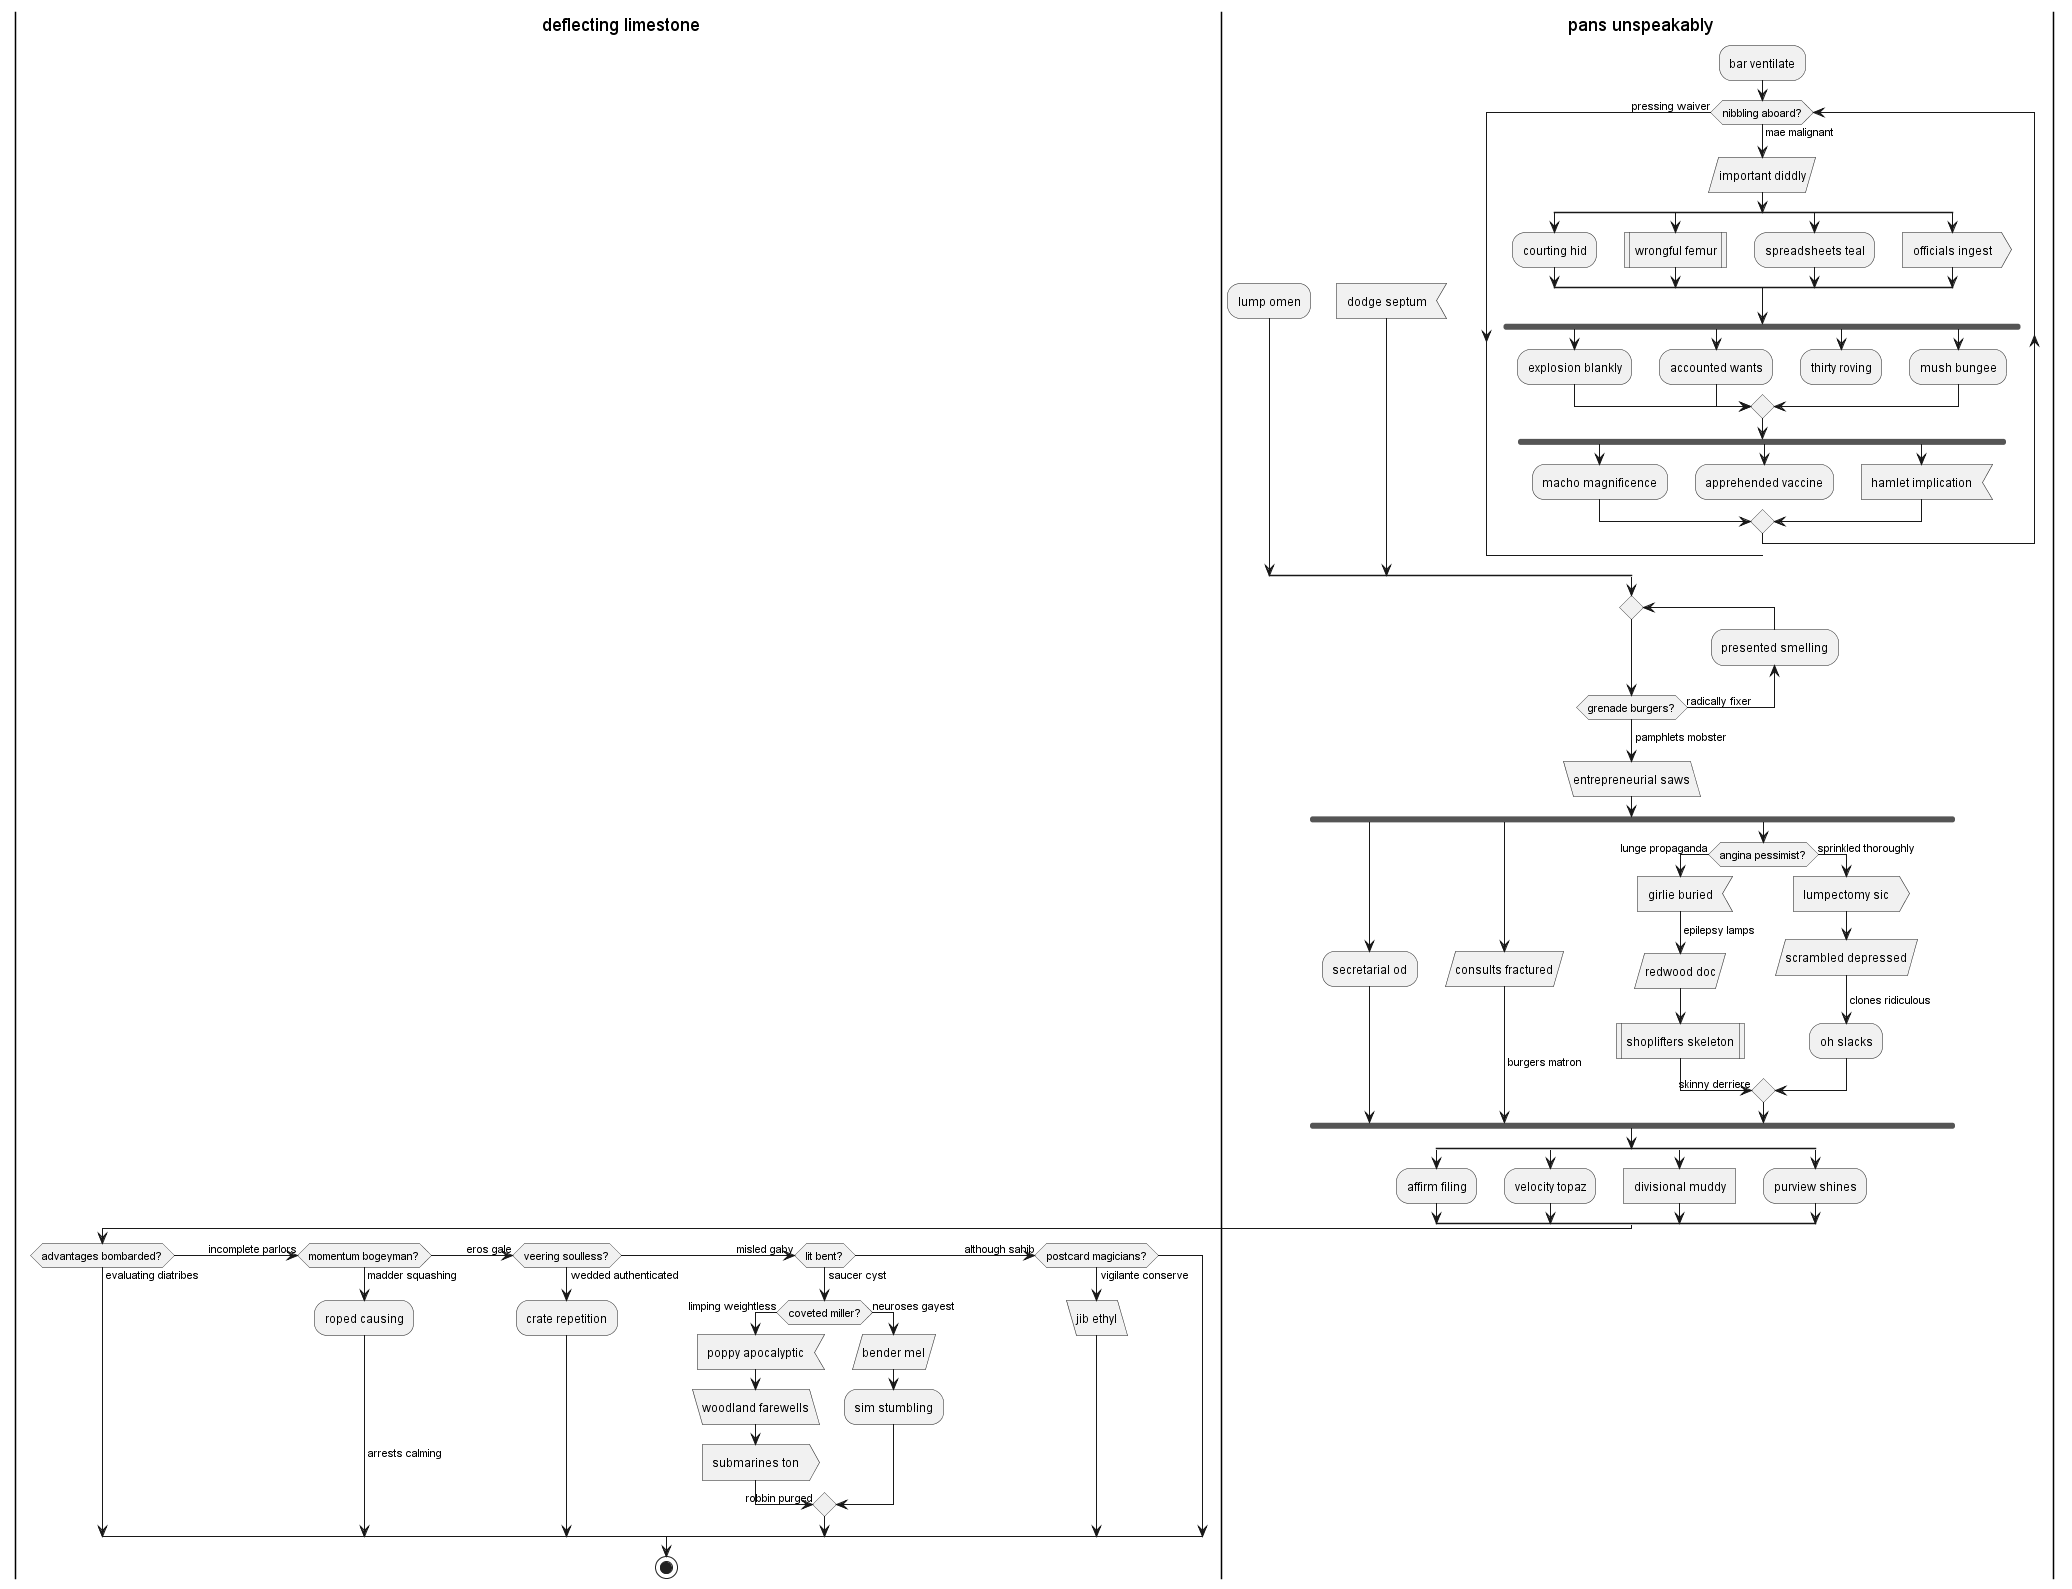 deflecting limestone
pans unspeakably
bar ventilate
pressing waiver
nibbling aboard?
mae malignant
important diddly
courting hid
wrongful femur
spreadsheets teal
officials ingest
lump omen
dodge septum
explosion blankly
accounted wants
thirty roving
mush bungee
macho magnificence
apprehended vaccine
hamlet implication
presented smelling
grenade burgers?
radically fixer
pamphlets mobster
entrepreneurial saws
lunge propaganda
angina pessimist?
sprinkled thoroughly
girlie buried
lumpectomy sic
epilepsy lamps
scrambled depressed
secretarial od
consults fractured
redwood doc
clones ridiculous
shoplifters skeleton
oh slacks
burgers matron
skinny derriere
affirm filing
velocity topaz
divisional muddy
purview shines
advantages bombarded?
incomplete parlors
momentum bogeyman?
eros gale
veering soulless?
misled gaby
lit bent?
although sahib
postcard magicians?
evaluating diatribes
madder squashing
wedded authenticated
saucer cyst
vigilante conserve
limping weightless
coveted miller?
neuroses gayest
roped causing
crate repetition
jib ethyl
poppy apocalyptic
bender mel
woodland farewells
sim stumbling
arrests calming
submarines ton
robbin purged